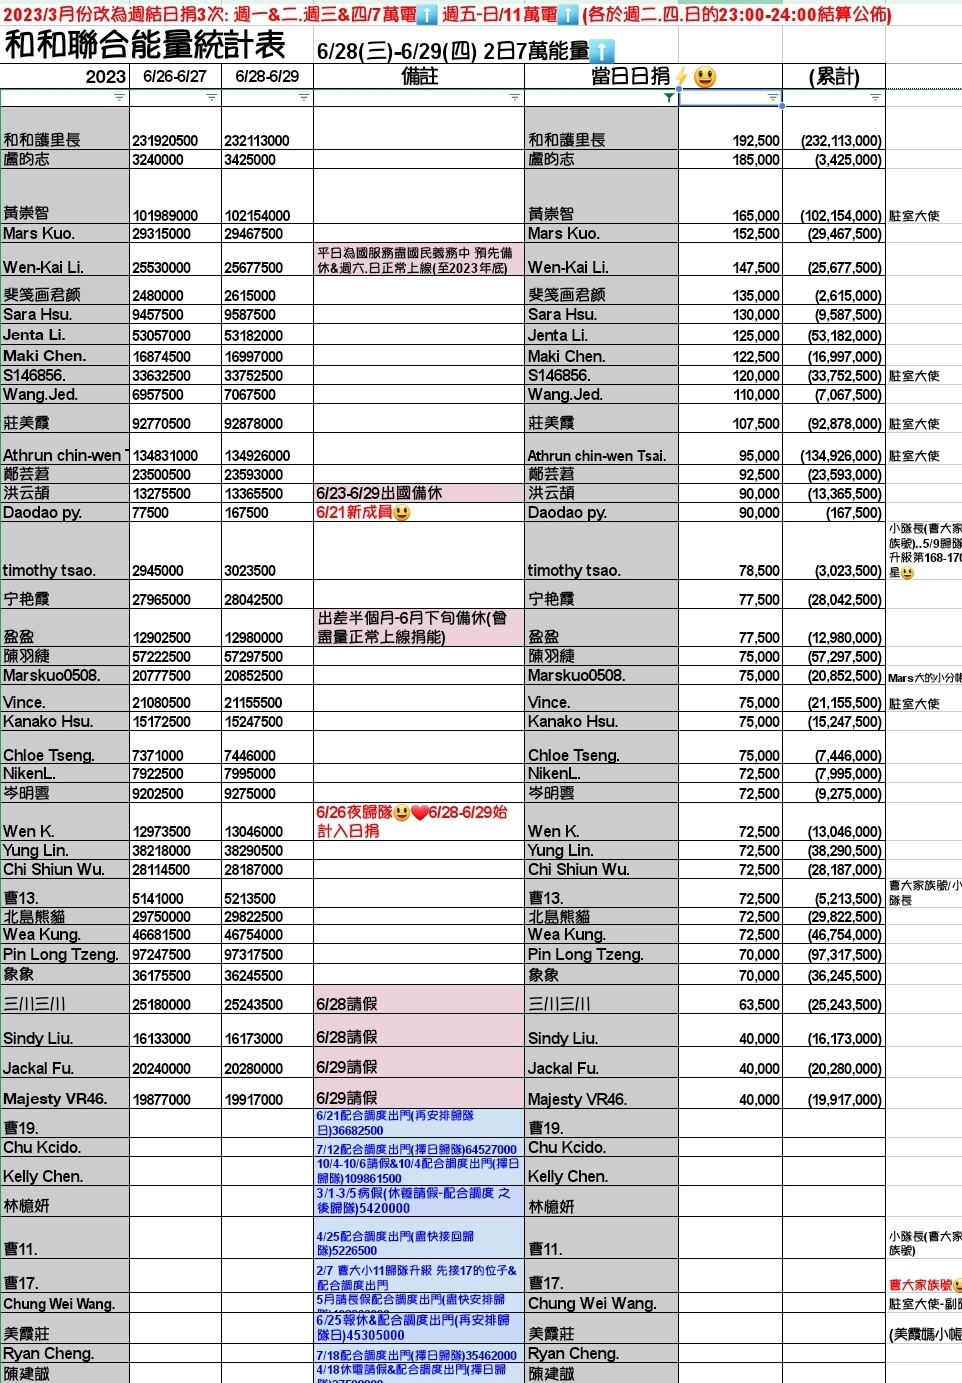 2023/3月份改為週結日捐3次: 週一&二.週三&四/7萬電⬆️ 週五-日/11萬電⬆️ (各於週二.四.日的23:00-24:00結算公佈)
和和聯合能量統計表 6/28(三)-6/29(四) 2日7萬能量⬆️
2023 6/26-6/27 6/28-6/29 備註 當日日捐⚡😃 (累計)
和和護里長 231920500 232113000 和和護里長 192,500 (232,113,000)
盧昀志 3240000 3425000 盧昀志 185,000 (3,425,000)
黃崇智 101989000 102154000 黃崇智 165,000 (102,154,000) 駐室大使
Mars Kuo. 29315000 29467500 Mars Kuo. 152,500 (29,467,500)
平日為國服務盡國民義務中 預先備
Wen-Kai Li. 25530000 25677500 休&週六.日正常上線(至2023年底) Wen-Kai Li. 147,500 (25,677,500)
斐笺画君颜 2480000 2615000 斐笺画君颜 135,000 (2,615,000)
Sara Hsu. 9457500 9587500 Sara Hsu. 130,000 (9,587,500)
Jenta Li. 53057000 53182000 Jenta Li. 125,000 (53,182,000)
Maki Chen. 16874500 16997000 Maki Chen. 122,500 (16,997,000)
S146856. 33632500 33752500 S146856. 120,000 (33,752,500) 駐室大使
Wang.Jed. 6957500 7067500 Wang.Jed. 110,000 (7,067,500)
莊美霞 92770500 92878000 莊美霞 107,500 (92,878,000) 駐室大使
Athrun chin-wen 134831000 134926000 Athrun chin-wen Tsai. 95,000 (134,926,000) 駐室大使
鄭芸莙 23500500 23593000 鄭芸莙 92,500 (23,593,000)
洪云頡 13275500 13365500 6/23-6/29出國備休 洪云頡 90,000 (13,365,500)
Daodao py. 77500 167500 6/21新成員😃 Daodao py. 90,000 (167,500)
小隊長(曹大家
族號)..5/9歸隊
升級第168-170
timothy tsao. 2945000 3023500 timothy tsao. 78,500 (3,023,500) 星😃
宁艳霞 27965000 28042500 宁艳霞 77,500 (28,042,500)
出差半個月-6月下旬備休(曾
盈盈 12902500 12980000 盡量正常上線捐能) 盈盈 77,500 (12,980,000)
陳羽緁 57222500 57297500 陳羽緁 75,000 (57,297,500)
Marskuo0508. 20777500 20852500 Marskuo0508. 75,000 (20,852,500) Mars大的小分帳
Vince. 21080500 21155500 Vince. 75,000 (21,155,500) 駐室大使
Kanako Hsu. 15172500 15247500 Kanako Hsu. 75,000 (15,247,500)
Chloe Tseng. 7371000 7446000 Chloe Tseng. 75,000 (7,446,000)
NikenL. 7922500 7995000 NikenL. 72,500 (7,995,000)
岑明雲 9202500 9275000 岑明雲 72,500 (9,275,000)
6/26夜歸隊😃❤️6/28-6/29始
Wen K. 12973500 13046000 計入日捐 Wen K. 72,500 (13,046,000)
Yung Lin. 38218000 38290500 Yung Lin. 72,500 (38,290,500)
Chi Shiun Wu. 28114500 28187000 Chi Shiun Wu. 72,500 (28,187,000)
曹大家族號/小
曹13. 5141000 5213500 曹13. 72,500 (5,213,500) 隊長
北島熊貓 29750000 29822500 北島熊貓 72,500 (29,822,500)
Wea Kung. 46681500 46754000 Wea Kung. 72,500 (46,754,000)
Pin Long Tzeng. 97247500 97317500 Pin Long Tzeng. 70,000 (97,317,500)
象象 36175500 36245500 象象 70,000 (36,245,500)
三川三川 25180000 25243500 6/28請假 三川三川 63,500 (25,243,500)
Sindy Liu. 16133000 16173000 6/28請假 Sindy Liu. 40,000 (16,173,000)
Jackal Fu. 20240000 20280000 6/29請假 Jackal Fu. 40,000 (20,280,000)
Majesty VR46. 19877000 19917000 6/29請假 Majesty VR46. 40,000 (19,917,000)
6/21配合調度出門(再安排歸隊
曹19. 日)36682500 曹19.
Chu Kcido. 7/12配合調度出門(擇日歸隊)64527000 Chu Kcido.
10/4-10/6請假&10/4配合調度出門(擇日
Kelly Chen. 歸隊)109861500 Kelly Chen.
3/1-3/5病假(休養請假-配合調度 之
林檍妍 後歸隊)5420000 林檍妍
4/25配合調度出門(盡快接回歸 小隊長(曹大家
曹11. 隊)5226500 曹11. 族號)
2/7 曹大小11歸隊升級 先接17的位子&
曹17. 配合調度出門 曹17. 曹大家族號😃
Chung Wei Wang. 5月請長假配合調度出門(盡快安排歸 Chung Wei Wang. 駐室大使-副
6/25報休&配合調度出門(再安排歸
美霞莊 隊日)45305000 美霞莊 (美霞媽小帳
Ryan Cheng. 7/18配合調度出門(擇日歸隊)35462000 Ryan Cheng.
4/18休電請假&配合調度出門(擇日歸
陳建誠 陳建誠